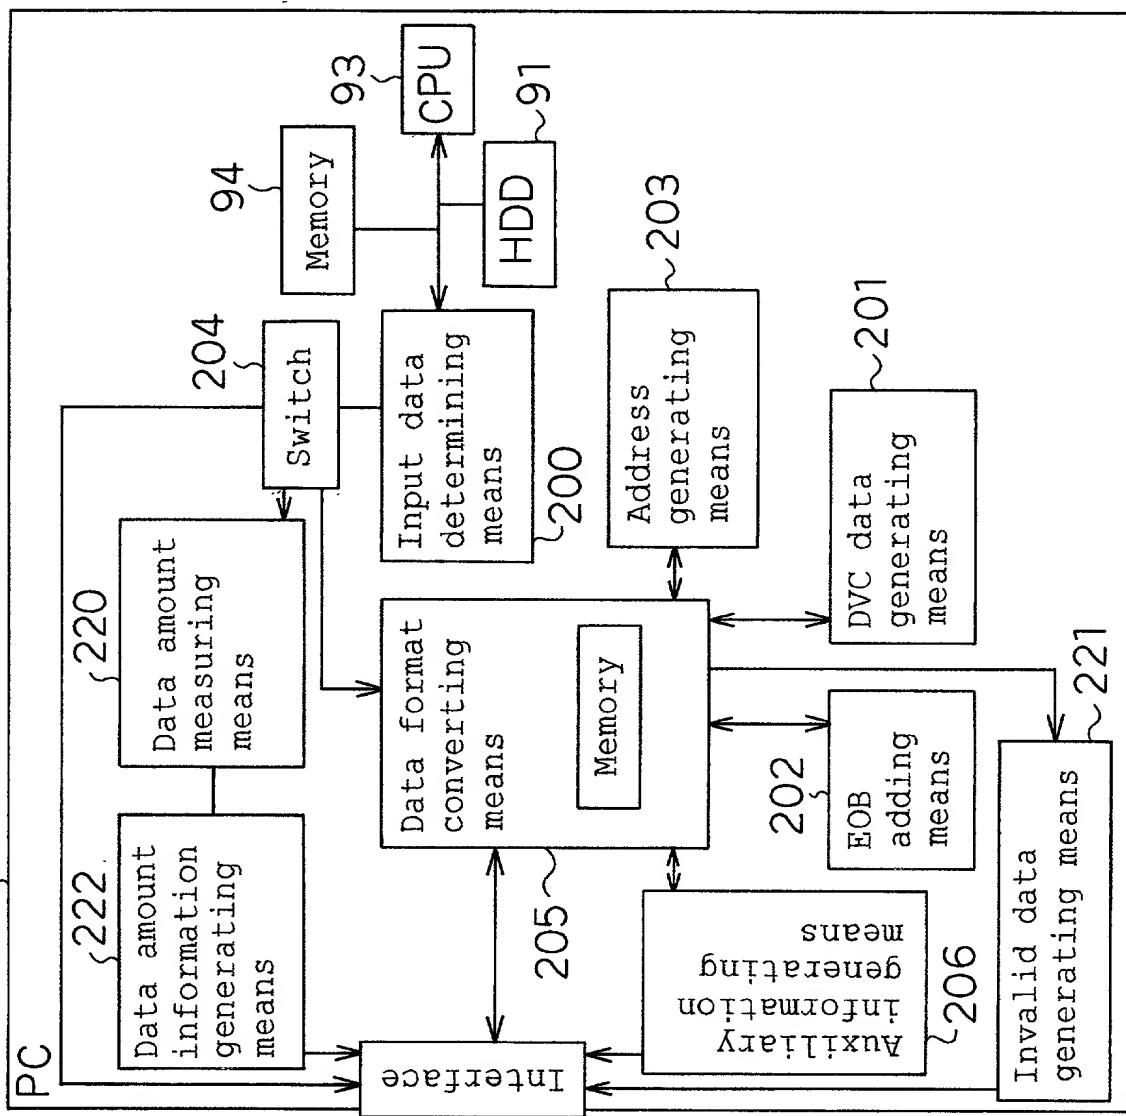 PC
222
Data amount
information
generating
means
220
Data amount
measuring
means
204
Switch
94
Memory
93
CPU
HDD
91
Input data
determining
means
200
Interface
205
Data format
converting
means
Memory
Address
generating
means
203
Auxiliary
information
generating
means
206
202
EOB
adding
means
DVC data
generating
means
201
Invalid data
generating means
221